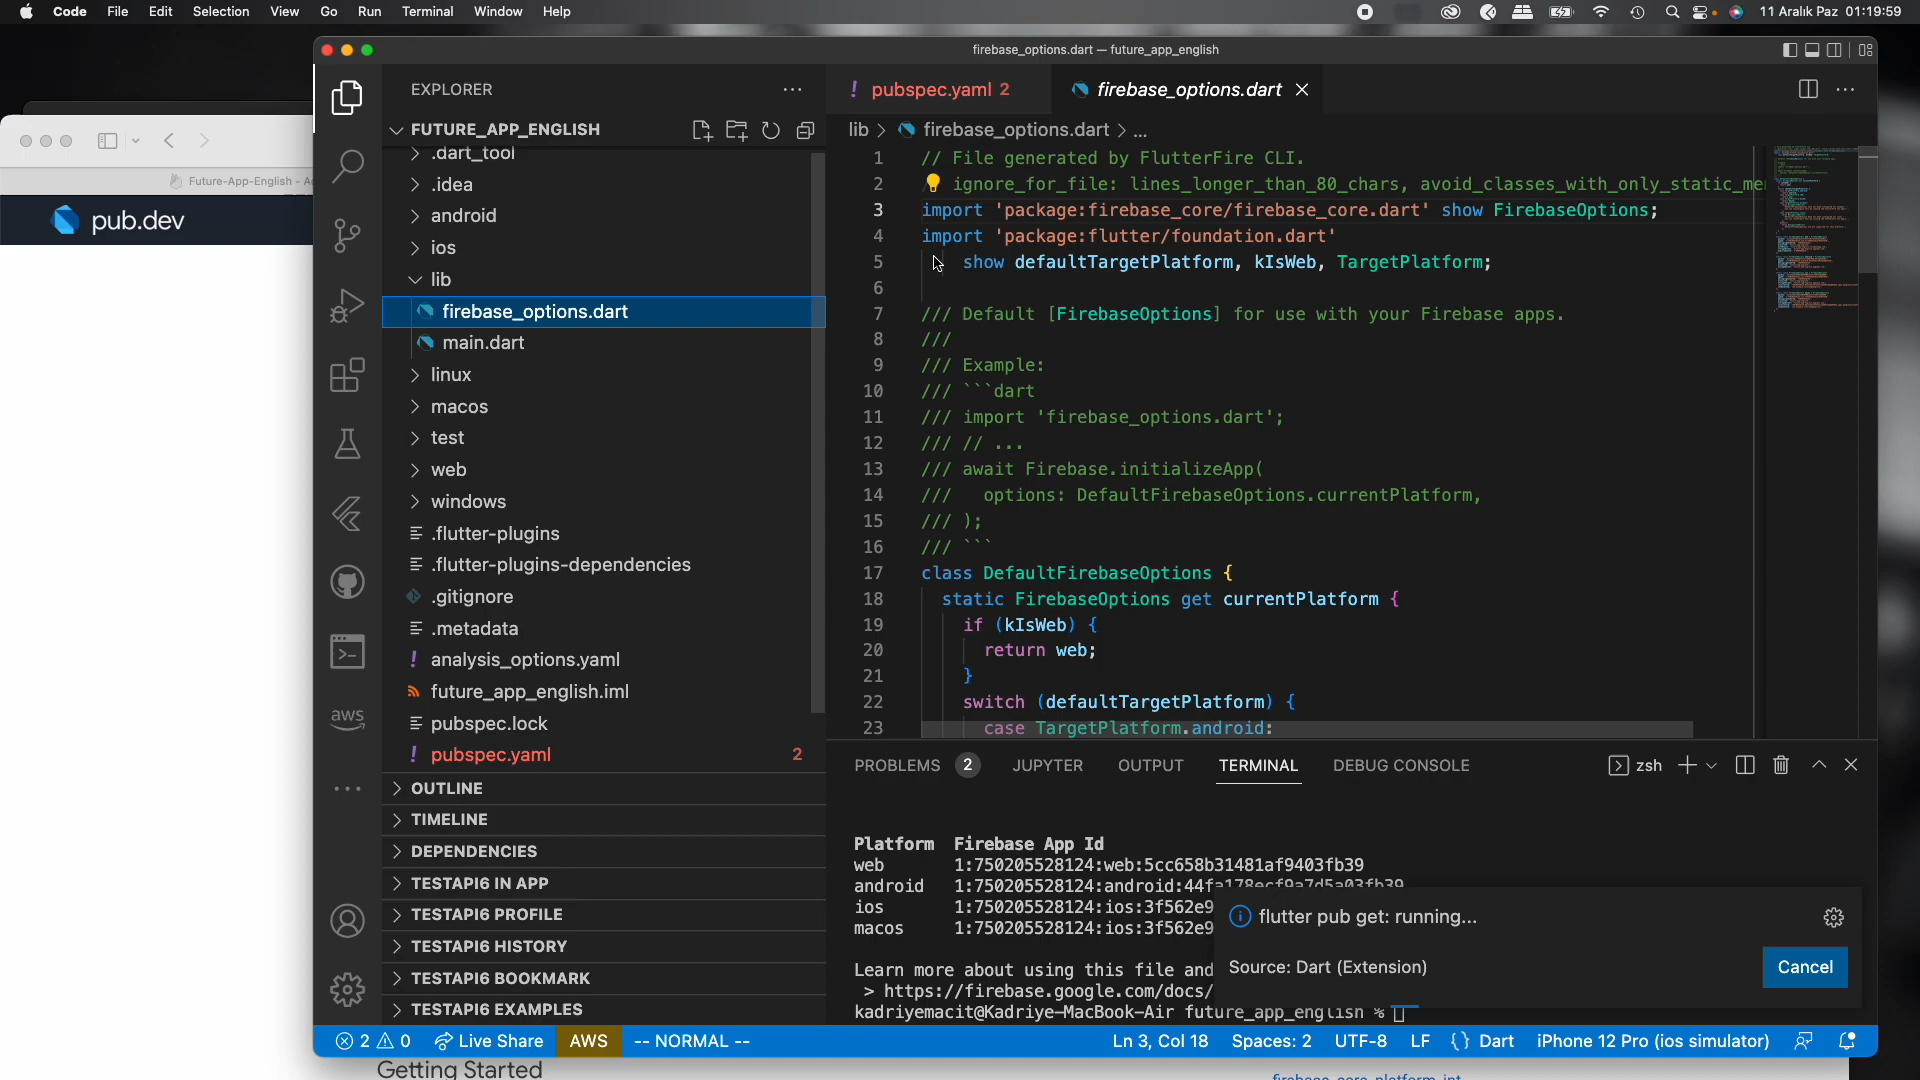 Code File Edit Selection View Go Run Terminal Window Help
11 Aralık Paz 01:19:59
firebase_options.dart — future_app_english
EXPLORER
pubspec.yaml 2
firebase_options.dart
FUTURE_APP_ENGLISH
lib > firebase_options.dart > ...
Future-App-English -
pub.dev
.dart_tool
.idea
android
ios
lib
firebase_options.dart
main.dart
linux
macos
test
web
windows
.flutter-plugins
.flutter-plugins-dependencies
.gitignore
.metadata
analysis_options.yaml
future_app_english.iml
pubspec.lock
pubspec.yaml 2
OUTLINE
TIMELINE
DEPENDENCIES
TESTAPI6 IN APP
TESTAPI6 PROFILE
TESTAPI6 HISTORY
TESTAPI6 BOOKMARK
TESTAPI6 EXAMPLES
aws
1 // File generated by FlutterFire CLI.
2 ignore_for_file: lines_longer_than_80_chars, avoid_classes_with_only_static_me
3 import 'package:firebase_core/firebase_core.dart' show FirebaseOptions;
4 import 'package:flutter/foundation.dart'
5 show defaultTargetPlatform, kIsWeb, TargetPlatform;
6
7 /// Default [FirebaseOptions] for use with your Firebase apps.
8 ///
9 /// Example:
10 /// ```dart
11 /// import 'firebase_options.dart';
12 /// // ...
13 /// await Firebase.initializeApp(
14 /// options: DefaultFirebaseOptions.currentPlatform,
15 /// );
16 /// ```
17 class DefaultFirebaseOptions {
18 static FirebaseOptions get currentPlatform {
19 if (kIsWeb) {
20 return web;
21 }
22 switch (defaultTargetPlatform) {
23 case TargetPlatform.android:
PROBLEMS 2 JUPYTER OUTPUT TERMINAL DEBUG CONSOLE zsh
Platform Firebase App Id
web 1:750205528124:web:5cc658b31481af9403fb39
android 1:750205528124:android:44fa178ecf9a7d5a03fb39
ios 1:750205528124:ios:3f562e9
macos 1:750205528124:ios:3f562e9
Learn more about using this file and
> https://firebase.google.com/docs/
kadriyemacit@Kadriye-MacBook-Air future_app_english %
flutter pub get: running...
Source: Dart (Extension)
Cancel
2 0 Live Share AWS -- NORMAL --
Ln 3, Col 18 Spaces: 2 UTF-8 LF {} Dart iPhone 12 Pro (ios simulator)
Getting Started